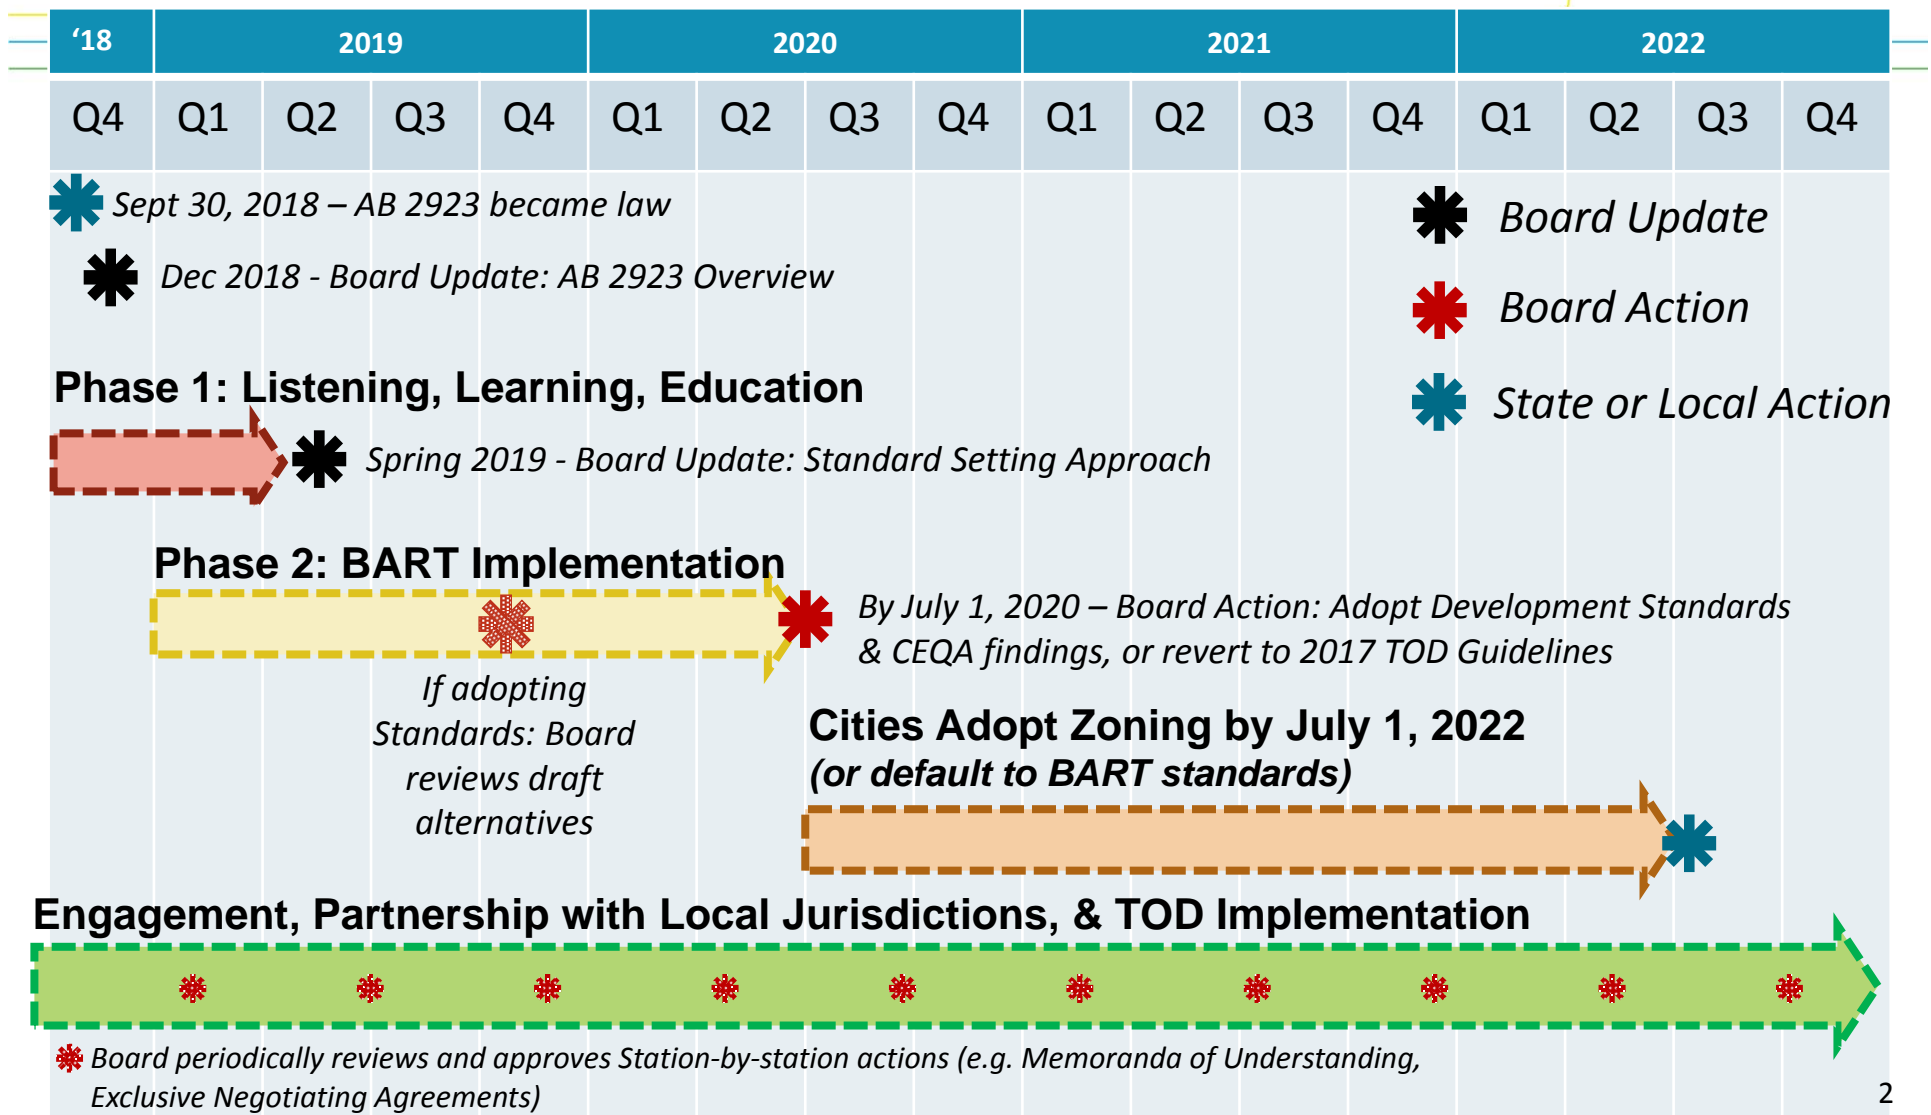 ‘18 2019 2020 2021 2022
Q4 Q1 Q2 Q3 Q4 Q1 Q2 Q3 Q4 Q1 Q2 Q3 Q4 Q1 Q2 Q3 Q4
Sept 30, 2018 – AB 2923 became law
Dec 2018 - Board Update: AB 2923 Overview
Board Update
Board Action
State or Local Action
Phase 1: Listening, Learning, Education
Spring 2019 - Board Update: Standard Setting Approach
Phase 2: BART Implementation
By July 1, 2020 – Board Action: Adopt Development Standards
& CEQA findings, or revert to 2017 TOD Guidelines
If adopting
Standards: Board
reviews draft
alternatives
Cities Adopt Zoning by July 1, 2022
(or default to BART standards)
Engagement, Partnership with Local Jurisdictions, & TOD Implementation
Board periodically reviews and approves Station-by-station actions (e.g. Memoranda of Understanding,
Exclusive Negotiating Agreements)
2